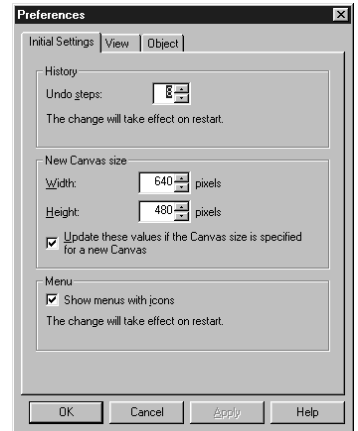 Preferences
Initial Settings View Object
History
Undo steps: 8
The change will take effect on restart.
New Canvas size
Width: 640 pixels
Height: 480 pixels
Update these values if the Canvas size is specified
for a new Canvas
Menu
Show menus with icons
The change will take effect on restart.
OK Cancel Apply Help